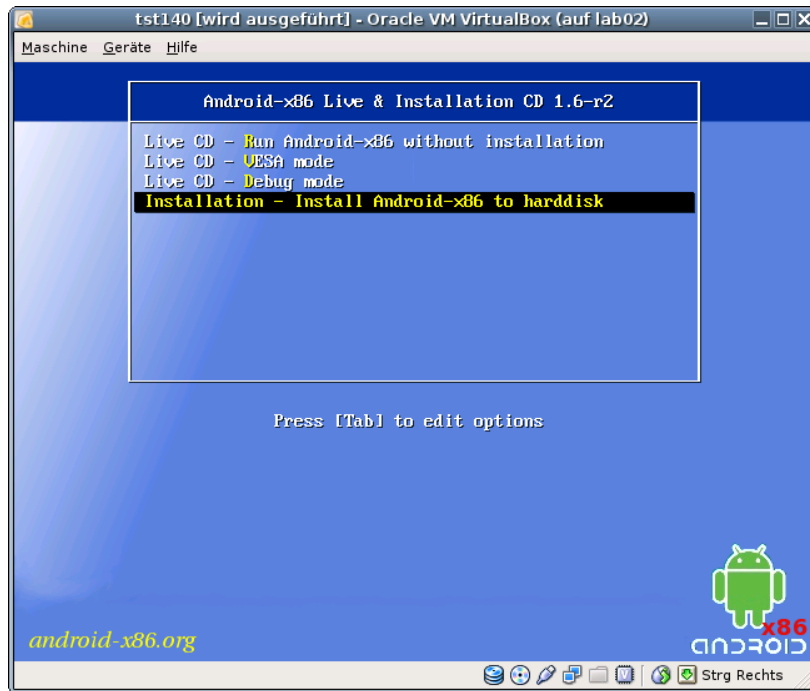 tst140 [wird ausgeführt] - Oracle VM VirtualBox (auf lab02)
Maschine Geräte Hilfe
Android-x86 Live & Installation CD 1.6-r2
Live CD - Run Android-x86 without installation
Live CD - VESA mode
Live CD - Debug mode
Installation - Install Android-x86 to harddisk
Press [Tab] to edit options
android-x86.org
x86
ANDROID
Strg Rechts